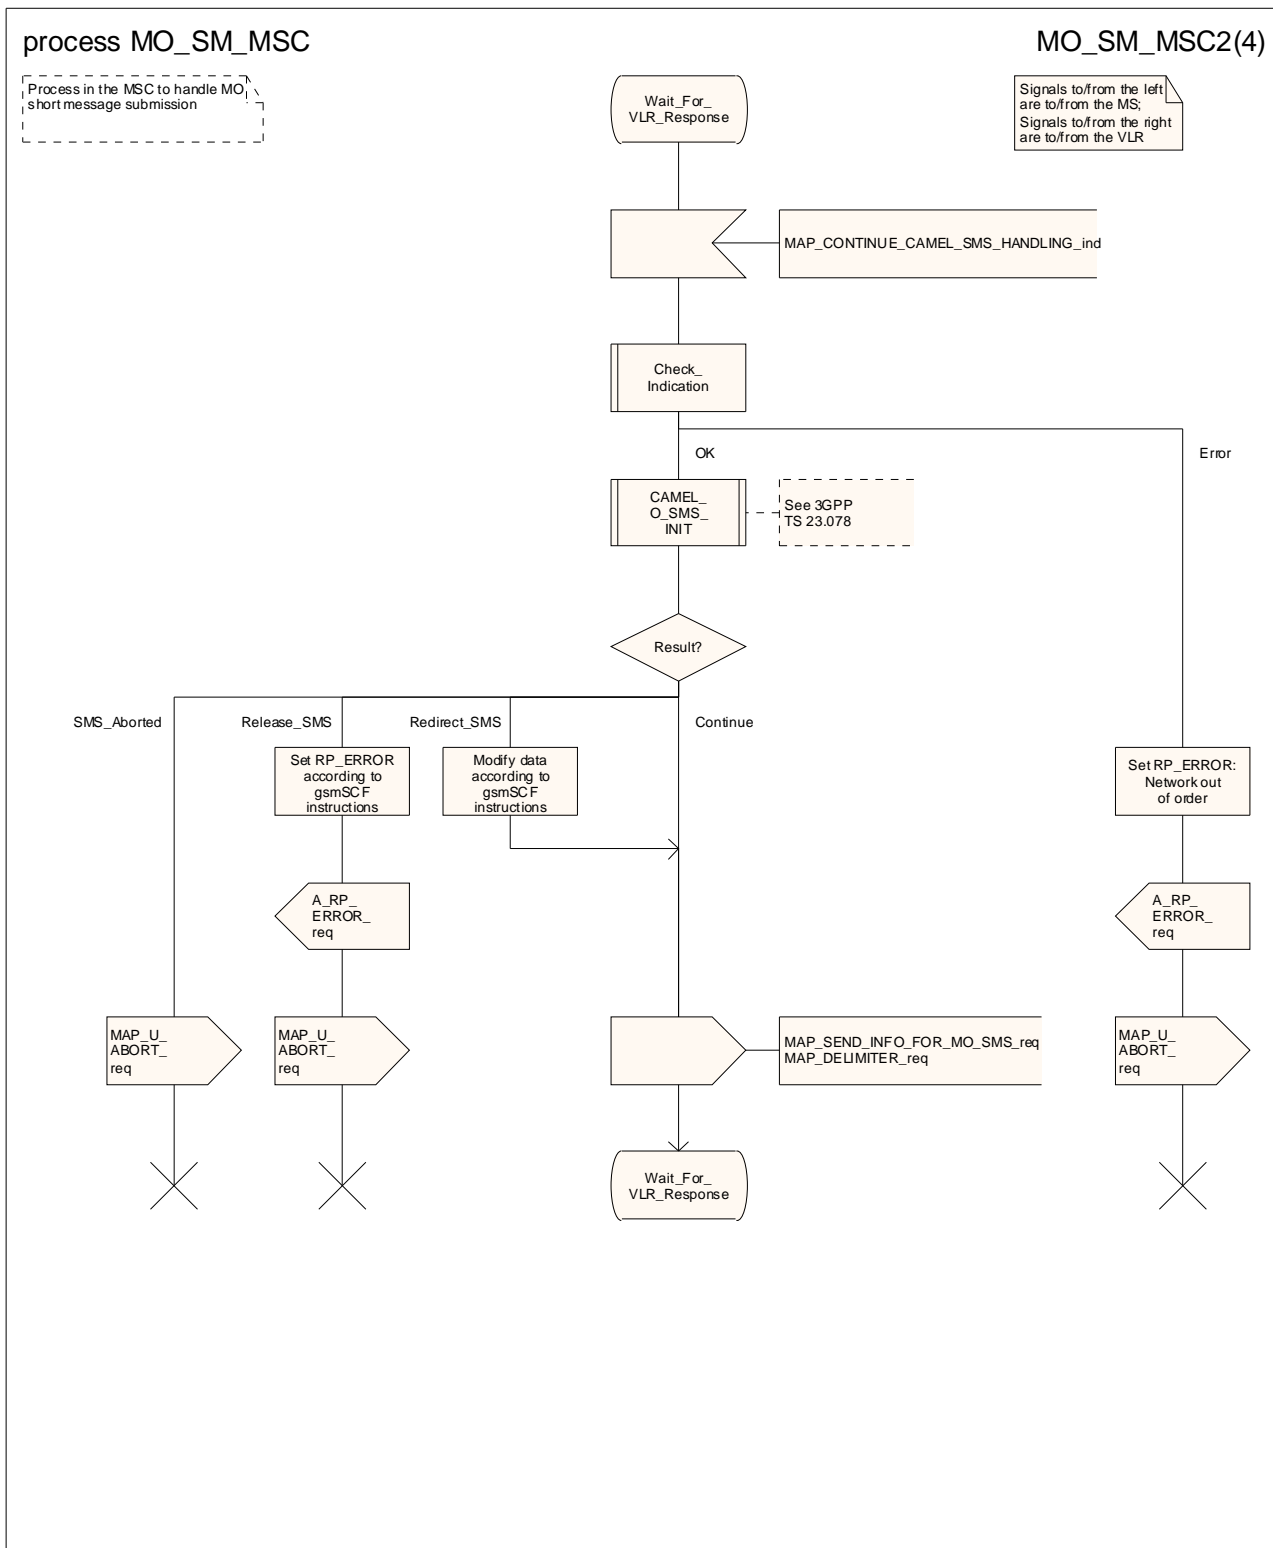 process MO_SM_MSC
MO_SM_MSC2(4)
Process in the MSC to handle MO
short message submission
Wait_For_
VLR_Response
Signals to/from the left
are to/from the MS;
Signals to/from the right
are to/from the VLR
MAP_CONTINUE_CAMEL_SMS_HANDLING_ind
Check_
Indication
OK
Error
CAMEL_
O_SMS_
INIT
See 3GPP
TS 23.078
Result?
SMS_Aborted
Release_SMS
Redirect_SMS
Continue
Set RP_ERROR
according to
gsmSCF
instructions
Modify data
according to
gsmSCF
instructions
Set RP_ERROR:
Network out
of order
A_RP_
ERROR_
req
A_RP_
ERROR_
req
MAP_U_
ABORT_
req
MAP_U_
ABORT_
req
MAP_SEND_INFO_FOR_MO_SMS_req
MAP_DELIMITER_req
MAP_U_
ABORT_
req
Wait_For_
VLR_Response